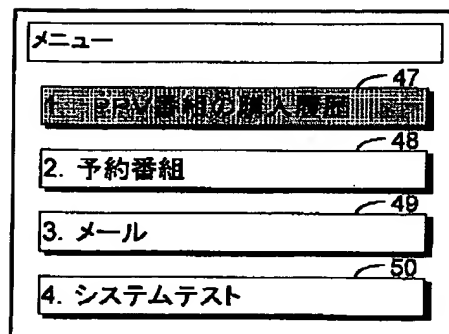 メニュー
47
1. PPV番組の購入履歴
48
2. 予約番組
49
3. メール
50
4. システムテスト